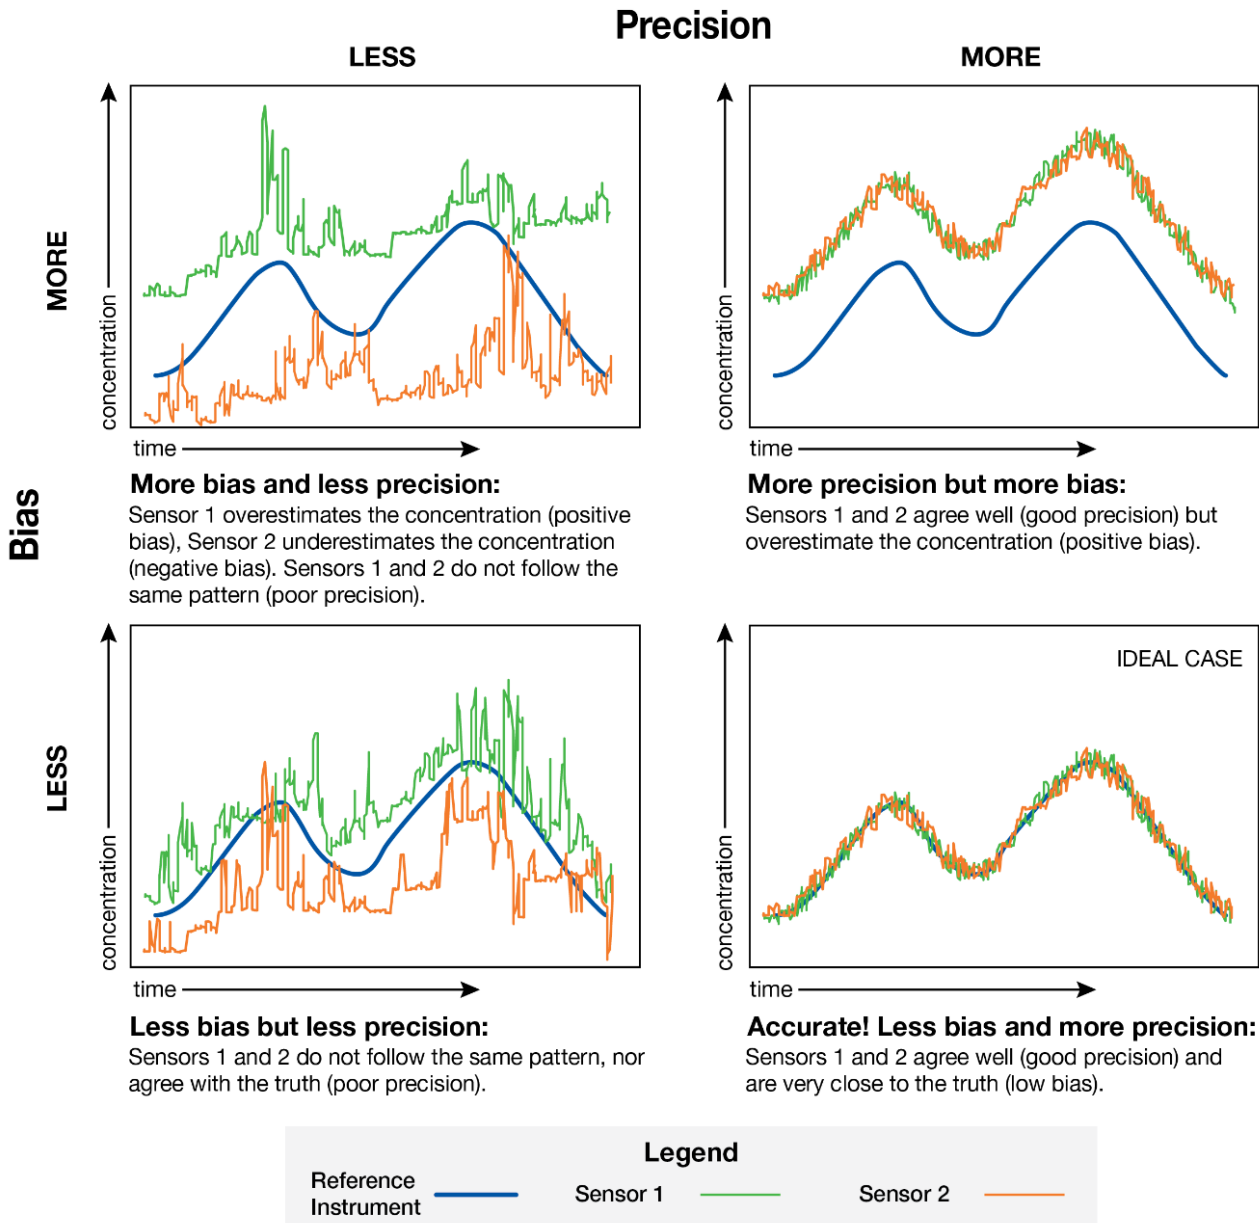 Precision
LESS
MORE
MORE
concentration
time
concentration
time
More bias and less precision:
Sensor 1 overestimates the concentration (positive
bias), Sensor 2 underestimates the concentration
(negative bias). Sensors 1 and 2 do not follow the
same pattern (poor precision).
More precision but more bias:
Sensors 1 and 2 agree well (good precision) but
overestimate the concentration (positive bias).
Bias
LESS
concentration
time
IDEAL CASE
concentration
time
Less bias but less precision:
Sensors 1 and 2 do not follow the same pattern, nor
agree with the truth (poor precision).
Accurate! Less bias and more precision:
Sensors 1 and 2 agree well (good precision) and
are very close to the truth (low bias).
Legend
Reference
Instrument
Sensor 1
Sensor 2